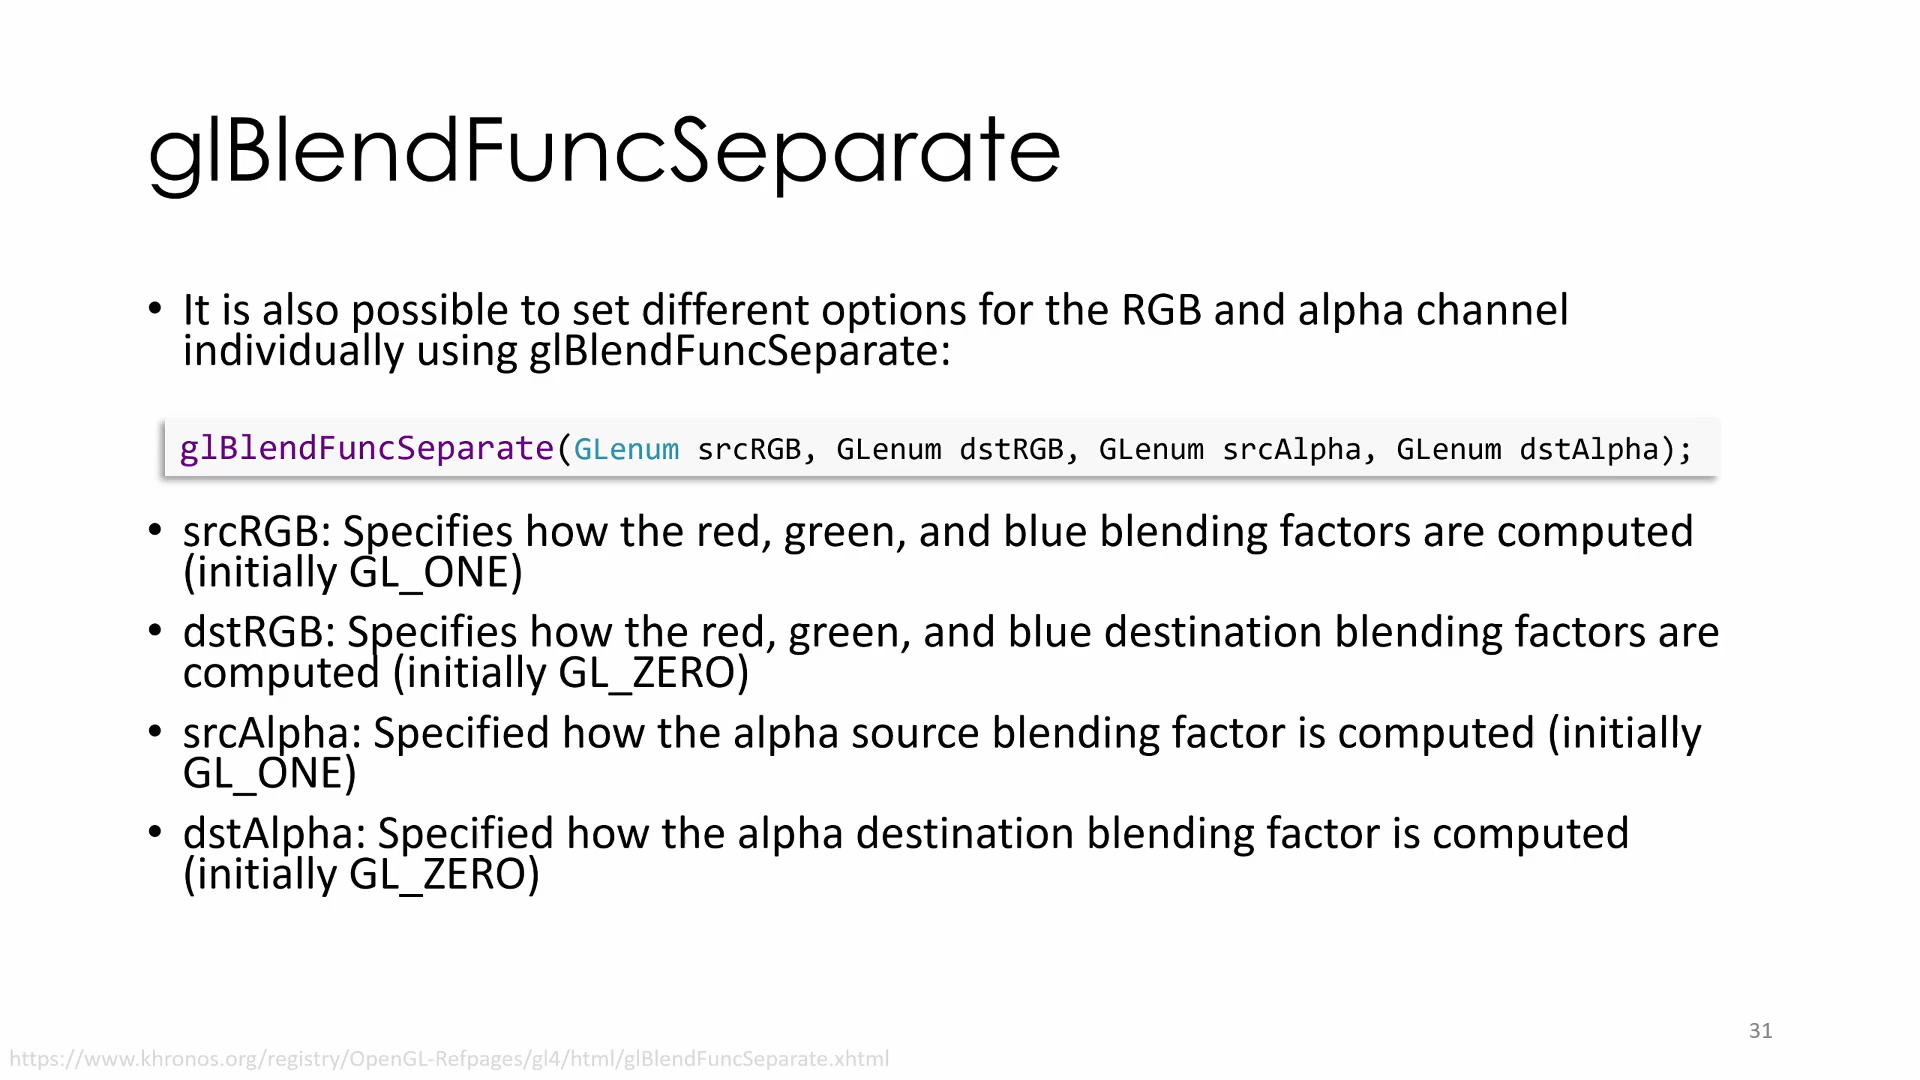 glBlendFuncSeparate
• It is also possible to set different options for the RGB and alpha channel
individually using glBlendFuncSeparate:
glBlendFuncSeparate(GLenum srcRGB, GLenum dstRGB, GLenum srcAlpha, GLenum dstAlpha);
• srcRGB: Specifies how the red, green, and blue blending factors are computed
(initially GL_ONE)
• dstRGB: Specifies how the red, green, and blue destination blending factors are
computed (initially GL_ZERO)
• srcAlpha: Specified how the alpha source blending factor is computed (initially
GL_ONE)
• dstAlpha: Specified how the alpha destination blending factor is computed
(initially GL_ZERO)
31
https://www.khronos.org/registry/OpenGL-Refpages/gl4/html/glBlendFuncSeparate.xhtml